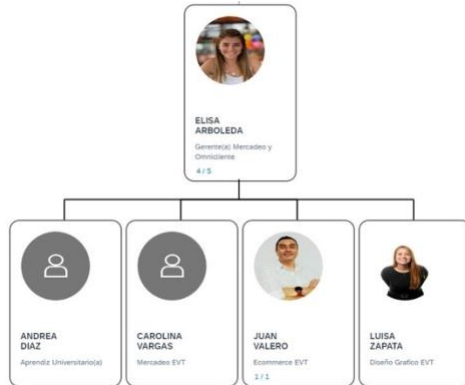 ELISA
ARBOLEDA
Gerente(a) Mercadeo y
Omnicliente
4 / 5
ANDREA
DIAZ
Aprendiz Universitario(a)
CAROLINA
VARGAS
Mercadeo EVT
JUAN
VALERO
Ecommerce EVT
1 / 1
LUISA
ZAPATA
Diseño Grafico EVT